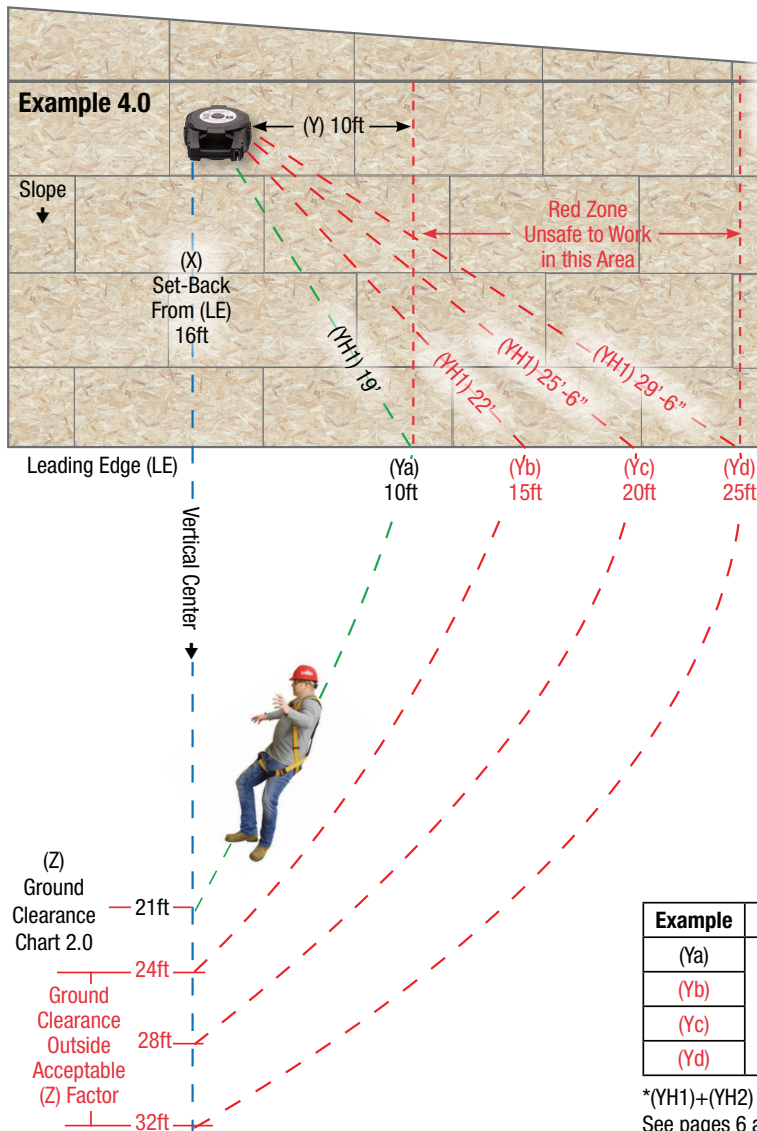 Example 4.0
(Y) 10ft
Slope
Red Zone
Unsafe to Work
in this Area
(X)
Set-Back
From (LE)
16ft
(YH1) 19'
(YH1) 22'
(YH1) 25'-6”
(YH1) 29'-6”
Leading Edge (LE)
(Ya)
10ft
(Yb)
15ft
(Yc)
20ft
(Yd)
25ft
Vertical Center
(Z)
Ground
Clearance
Chart 2.0
21ft
24ft
Ground
Clearance
Outside
Acceptable
(Z) Factor
28ft
32ft
Example
(Ya)
(Yb)
(Yc)
(Yd)
*(YH1)+(YH2)
See pages 6 a